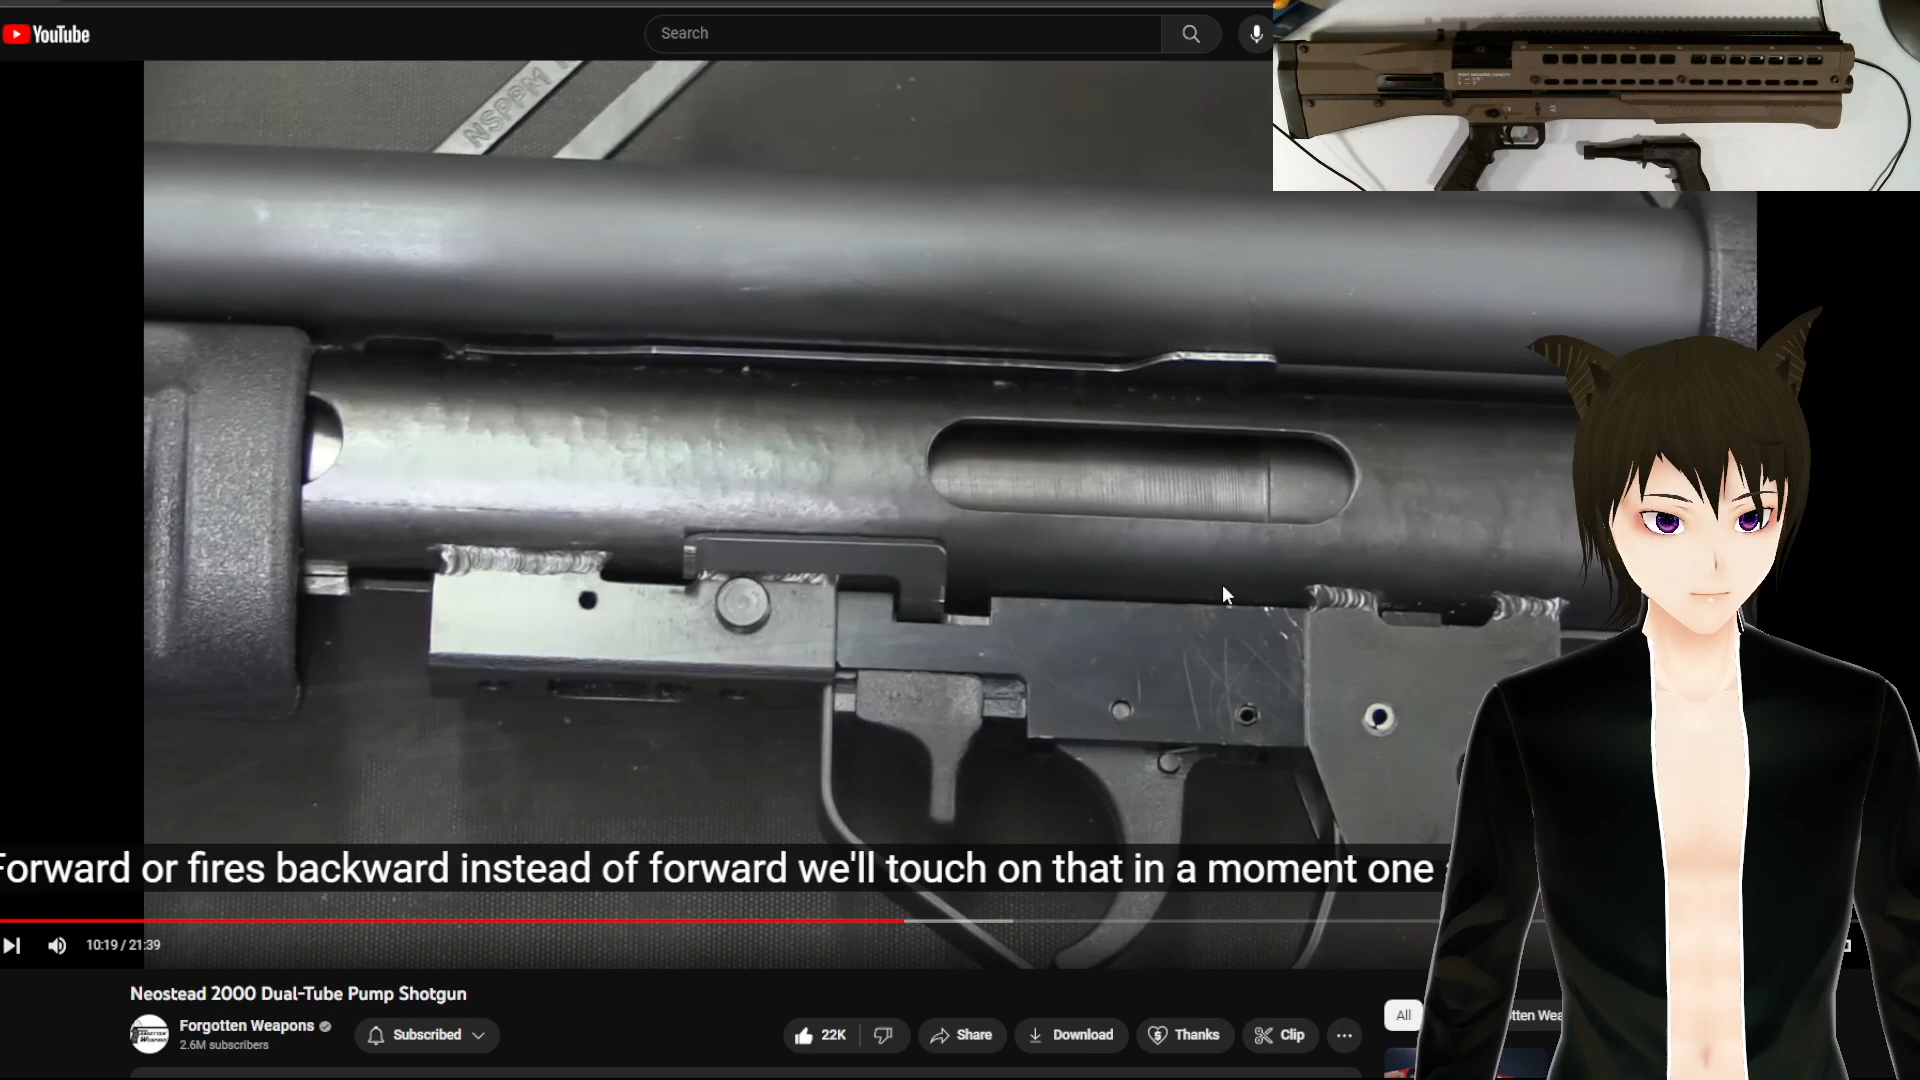 YouTube
Search
NSPPM
Forward or fires backward instead of forward we'll touch on that in a moment one
10:19 / 21:39
Neostead 2000 Dual-Tube Pump Shotgun
Forgotten Weapons
2.6M subscribers
Subscribed
22K
Share
Download
Thanks
Clip
All
tten Wea